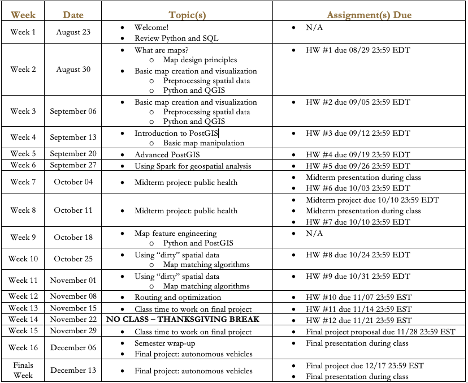 Week Date Topic(s) Assignment(s) Due
Week 1 August 23 • Welcome! • N/A
• Review Python and SQL
Week 2 August 30 • What are maps? • HW #1 due 08/29 23:59 EDT
o Map design principles
• Basic map creation and visualization
o Preprocessing spatial data
o Python and QGIS
Week 3 September 06 • Basic map creation and visualization • HW #2 due 09/05 23:59 EDT
o Preprocessing spatial data
o Python and QGIS
Week 4 September 13 • Introduction to PostGIS • HW #3 due 09/12 23:59 EDT
o Basic map manipulation
Week 5 September 20 • Advanced PostGIS • HW #4 due 09/19 23:59 EDT
Week 6 September 27 • Using Spark for geospatial analysis • HW #5 due 09/26 23:59 EDT
Week 7 October 04 • Midterm project: public health • Midterm presentation during class
• HW #6 due 10/03 23:59 EDT
Week 8 October 11 • Midterm project: public health • Midterm project due 10/10 23:59 EDT
• Midterm presentation during class
• HW #7 due 10/10 23:59 EDT
Week 9 October 18 • Map feature engineering • N/A
o Python and PostGIS
Week 10 October 25 • Using “dirty” spatial data • HW #8 due 10/24 23:59 EDT
o Map matching algorithms
Week 11 November 01 • Using “dirty” spatial data • HW #9 due 10/31 23:59 EDT
o Map matching algorithms
Week 12 November 08 • Routing and optimization • HW #10 due 11/07 23:59 EST
Week 13 November 15 • Class time to work on final project • HW #11 due 11/14 23:59 EST
Week 14 November 22 NO CLASS – THANKSGIVING BREAK • HW #12 due 11/21 23:59 EST
Week 15 November 29 • Class time to work on final project • Final project proposal due 11/28 23:59 EST
Week 16 December 06 • Semester wrap-up • Final presentation during class
• Final project: autonomous vehicles
Finals Week December 13 • Final project: autonomous vehicles • Final project due 12/17 23:59 EST
• Final presentation during class